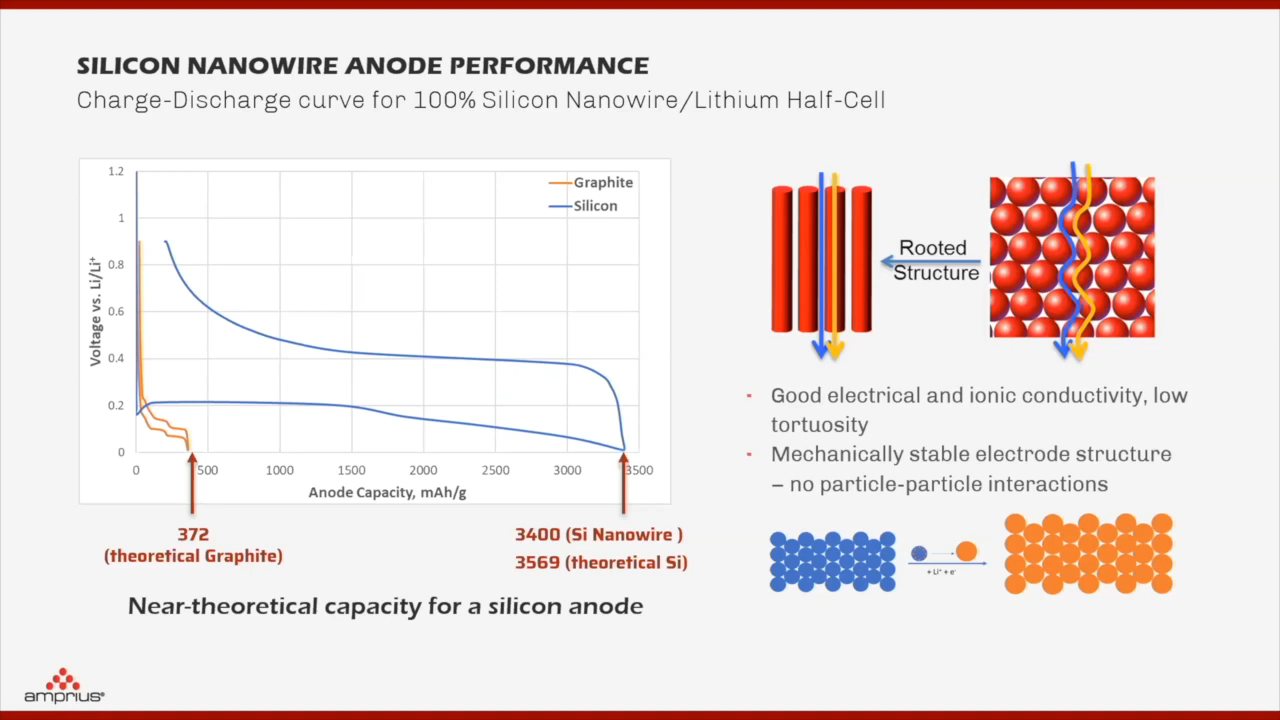 SILICON NANOWIRE ANODE PERFORMANCE
Charge-Discharge curve for 100% Silicon Nanowire/Lithium Half-Cell
1.2
1
0.8
0.6
0.4
0.2
0
Voltage vs. Li/Li⁺
Graphite
Silicon
0 500 1000 1500 2000 2500 3000 3500
Anode Capacity, mAh/g
372
(theoretical Graphite)
3400 (Si Nanowire )
3569 (theoretical Si)
Near-theoretical capacity for a silicon anode
Rooted
Structure
- Good electrical and ionic conductivity, low
tortuosity
- Mechanically stable electrode structure
– no particle-particle interactions
+ Li⁺ + e⁻
amprius®